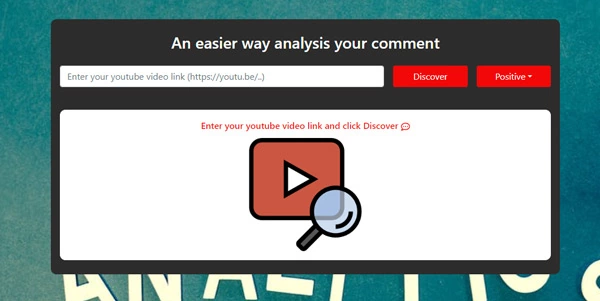 An easier way analysis your comment
Enter your youtube video link (https://youtu.be/..)
Discover
Positive
Enter your youtube video link and click Discover